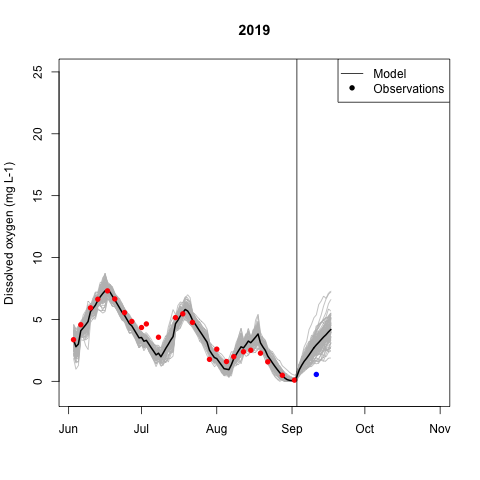 2019
Model
Observations
Dissolved oxygen (mg L-1)
25
20
15
10
5
0
Jun Jul Aug Sep Oct Nov